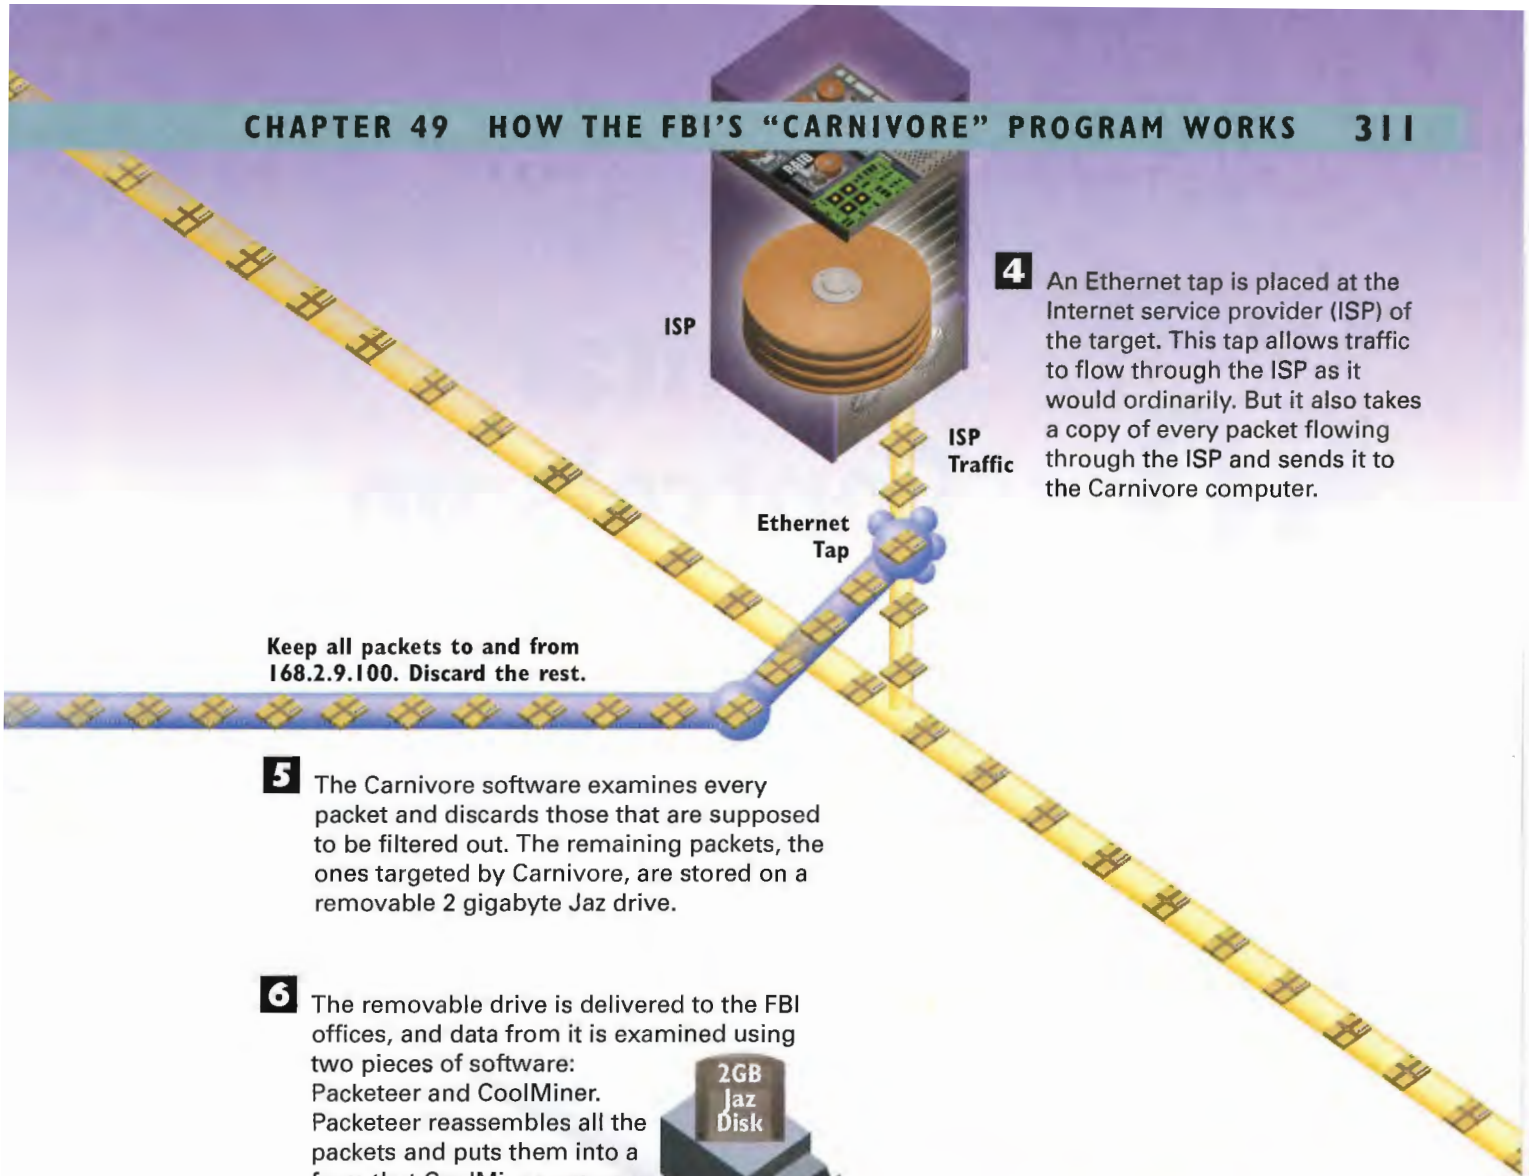 CHAPTER 49 HOW THE FBI'S “CARNIVORE” PROGRAM WORKS 311
RAID
ISP
4 An Ethernet tap is placed at the
Internet service provider (ISP) of
the target. This tap allows traffic
to flow through the ISP as it
would ordinarily. But it also takes
a copy of every packet flowing
through the ISP and sends it to
the Carnivore computer.
ISP
Traffic
Ethernet
Tap
Keep all packets to and from
168.2.9.100. Discard the rest.
5 The Carnivore software examines every
packet and discards those that are supposed
to be filtered out. The remaining packets, the
ones targeted by Carnivore, are stored on a
removable 2 gigabyte Jaz drive.
6 The removable drive is delivered to the FBI
offices, and data from it is examined using
two pieces of software:
Packeteer and CoolMiner.
Packeteer reassembles all the
packets and puts them into a
2GB
Jaz
Disk